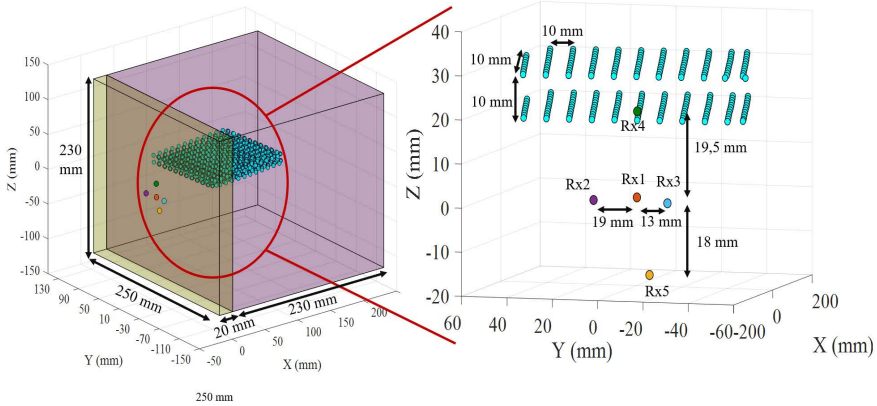 150
100
50
0
-50
-100
-150
Z (mm)
230
mm
130
90
50
10
-30
-70
-110
-150
Y (mm)
250 mm
20 mm
230 mm
-50
0
50
100
150
200
X (mm)
250 mm
40
30
20
10
0
-10
-20
Z (mm)
10 mm
10 mm
10 mm
Rx4
19,5 mm
Rx2
Rx1
Rx3
19 mm
13 mm
18 mm
Rx5
60
40
20
0
-20
-40
-60
Y (mm)
-200
0
200
X (mm)